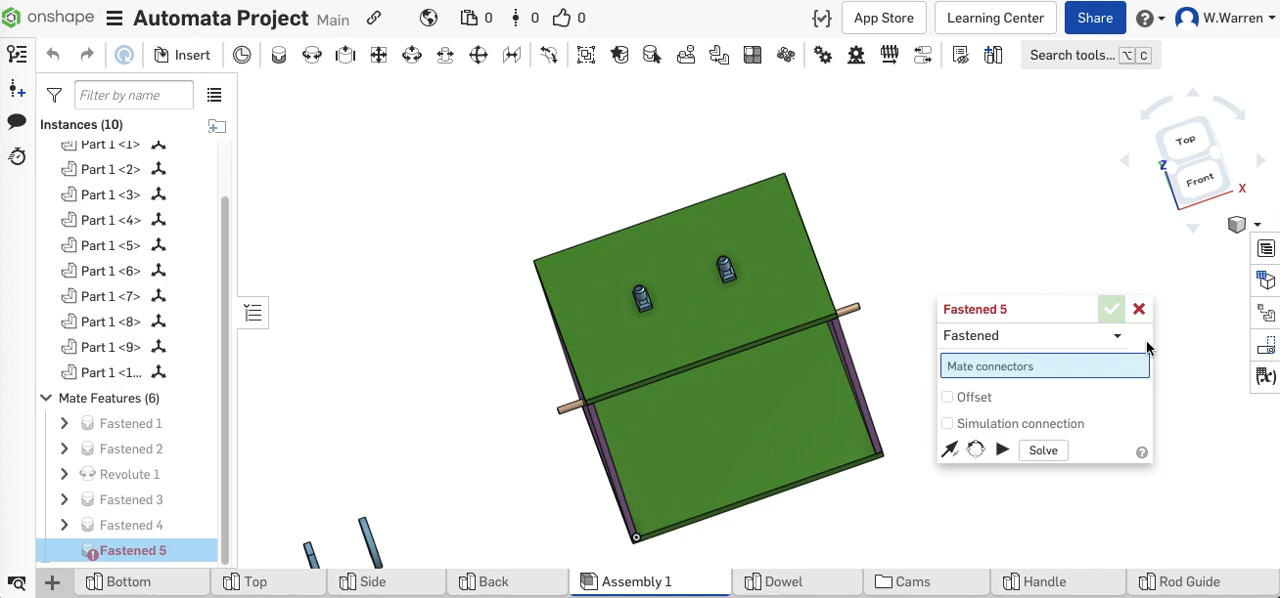 onshape Automata Project Main 0 0 0 App Store Learning Center Share W.Warren
Insert Search tools... ⌥ C
Filter by name
Instances (10)
Part 1 <1>
Part 1 <2>
Part 1 <3>
Part 1 <4>
Part 1 <5>
Part 1 <6>
Part 1 <7>
Part 1 <8>
Part 1 <9>
Part 1 <1...
Mate Features (6)
Fastened 1
Fastened 2
Revolute 1
Fastened 3
Fastened 4
Fastened 5
Top
Z
Front
X
Fastened 5
Fastened
Mate connectors
Offset
Simulation connection
Solve
Bottom Top Side Back Assembly 1 Dowel Cams Handle Rod Guide